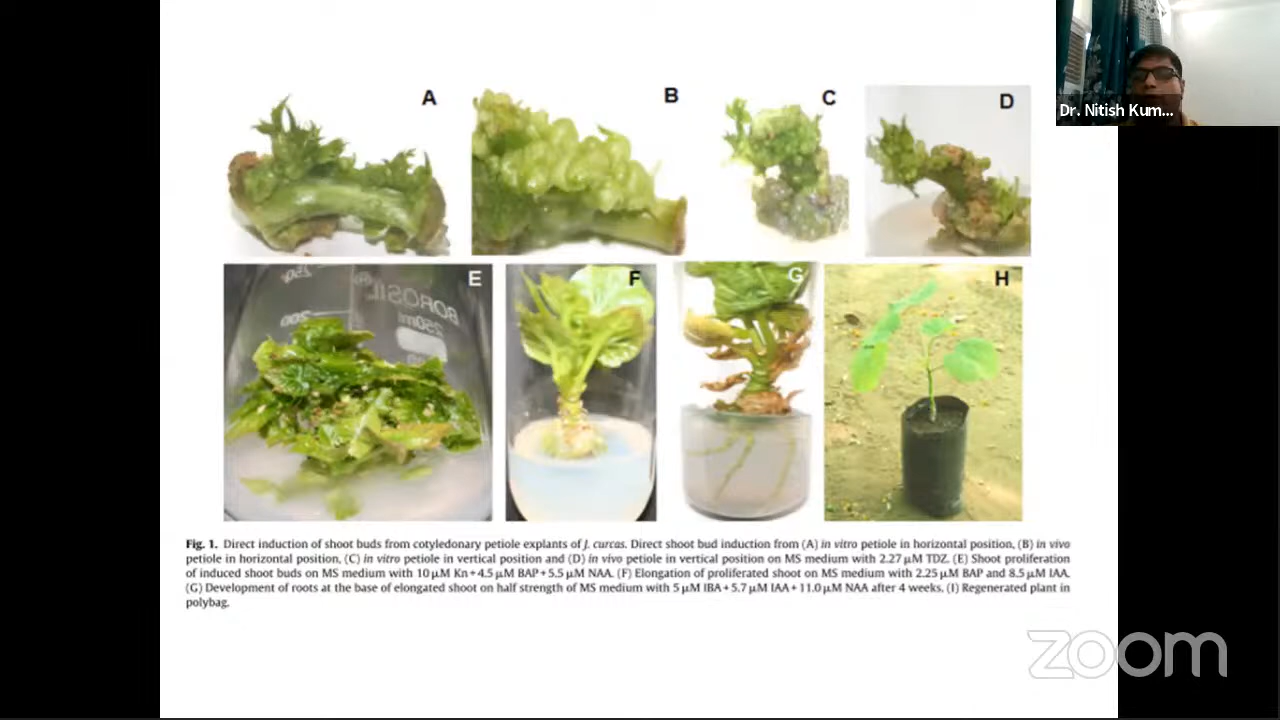 Dr. Nitish Kum...
A
B
C
D
E
F
G
H
BOROSIL
250ml
200
Fig. 1. Direct induction of shoot buds from cotyledonary petiole explants of J. curcas. Direct shoot bud induction from (A) in vitro petiole in horizontal position, (B) in vivo
petiole in horizontal position, (C) in vitro petiole in vertical position and (D) in vivo petiole in vertical position on MS medium with 2.27 μM TDZ. (E) Shoot proliferation
of induced shoot buds on MS medium with 10 μM Kn+4.5 μM BAP+5.5 μM NAA. (F) Elongation of proliferated shoot on MS medium with 2.25 μM BAP and 8.5 μM IAA.
(G) Development of roots at the base of elongated shoot on half strength of MS medium with 5 μM IBA+5.7 μM IAA+11.0 μM NAA after 4 weeks. (I) Regenerated plant in
polybag.
zoom